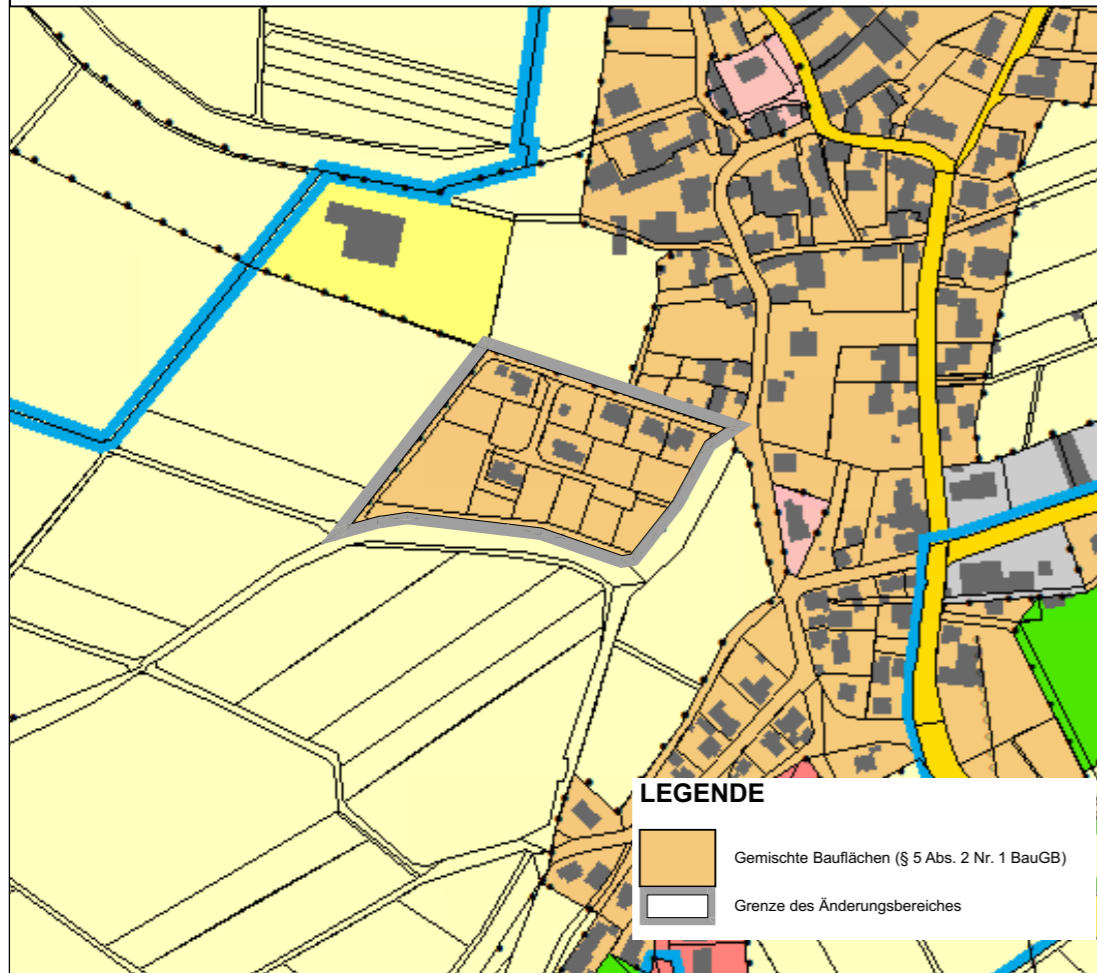 LEGENDE
Gemischte Bauflächen (§ 5 Abs. 2 Nr. 1 BauGB)
Grenze des Änderungsbereiches